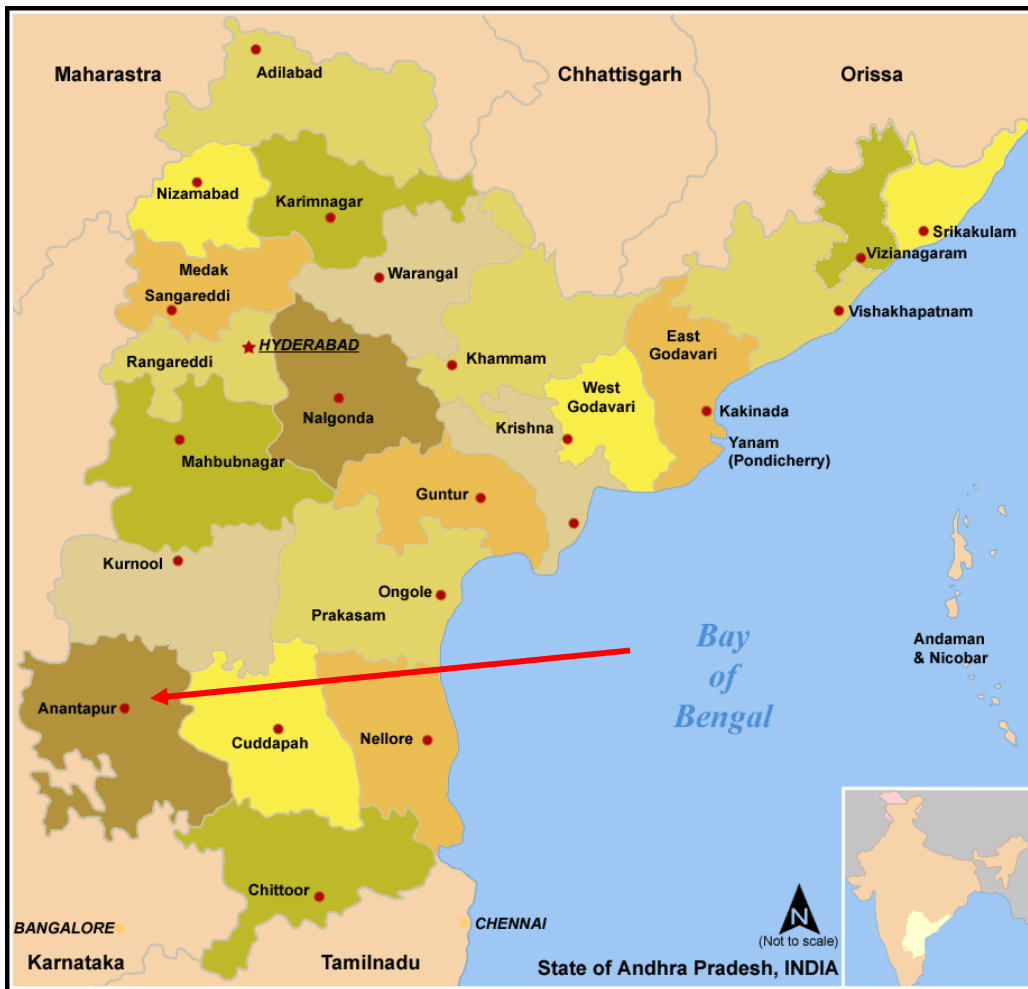 Maharastra
Adilabad
Chhattisgarh
Orissa
Nizamabad
Karimnagar
Srikakulam
Vizianagaram
Medak
Sangareddi
Warangal
Vishakhapatnam
HYDERABAD
Rangareddi
Khammam
East
Godavari
West
Godavari
Nalgonda
Kakinada
Krishna
Yanam
(Pondicherry)
Mahbubnagar
Guntur
Kurnool
Ongole
Prakasam
Andaman
& Nicobar
Bay
of
Bengal
Anantapur
Cuddapah
Nellore
Chittoor
BANGALORE
CHENNAI
N
(Not to scale)
Karnataka
Tamilnadu
State of Andhra Pradesh, INDIA